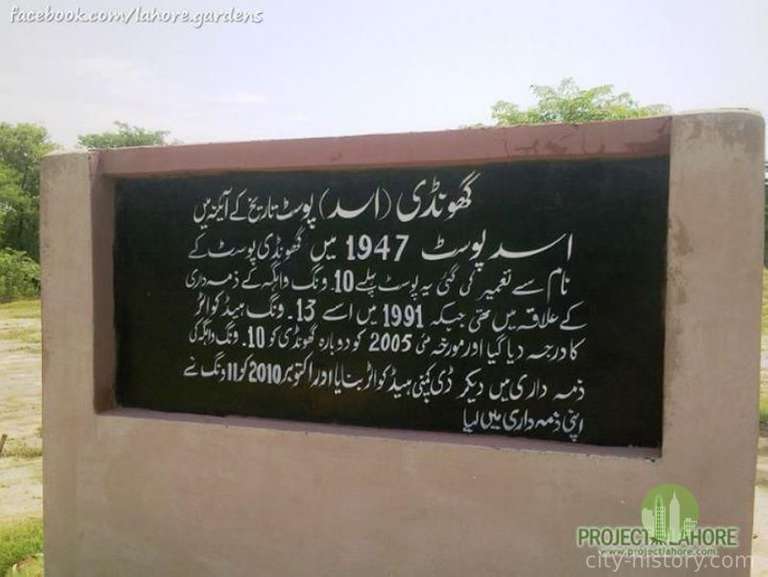 facebook.com/lahore.gardens
گھونڈی (اسد) پوسٹ تاریخ کے آئینہ میں
اسد پوسٹ 1947 میں گھونڈی پوسٹ کے
نام سے تعمیر کی گئی یہ پوسٹ پہلے 10۔ ونگ واہگہ کے ذمہ داری
کے علاقہ میں تھی جبکہ 1991 میں اسے 13۔ ونگ ہیڈ کواٹر
کا درجہ دیا گیا اور مورخہ مئی 2005 کو دوبارہ گھونڈی کو 10۔ ونگ واہگہ کی
ذمہ داری میں دیکر ڈی کمپنی ہیڈ کواٹر بنایا اور اکتوبر 2010 کو 11 ونگ نے
اپنی ذمہ داری میں لیا
PROJECT LAHORE
www.projectlahore.com
city-history.com